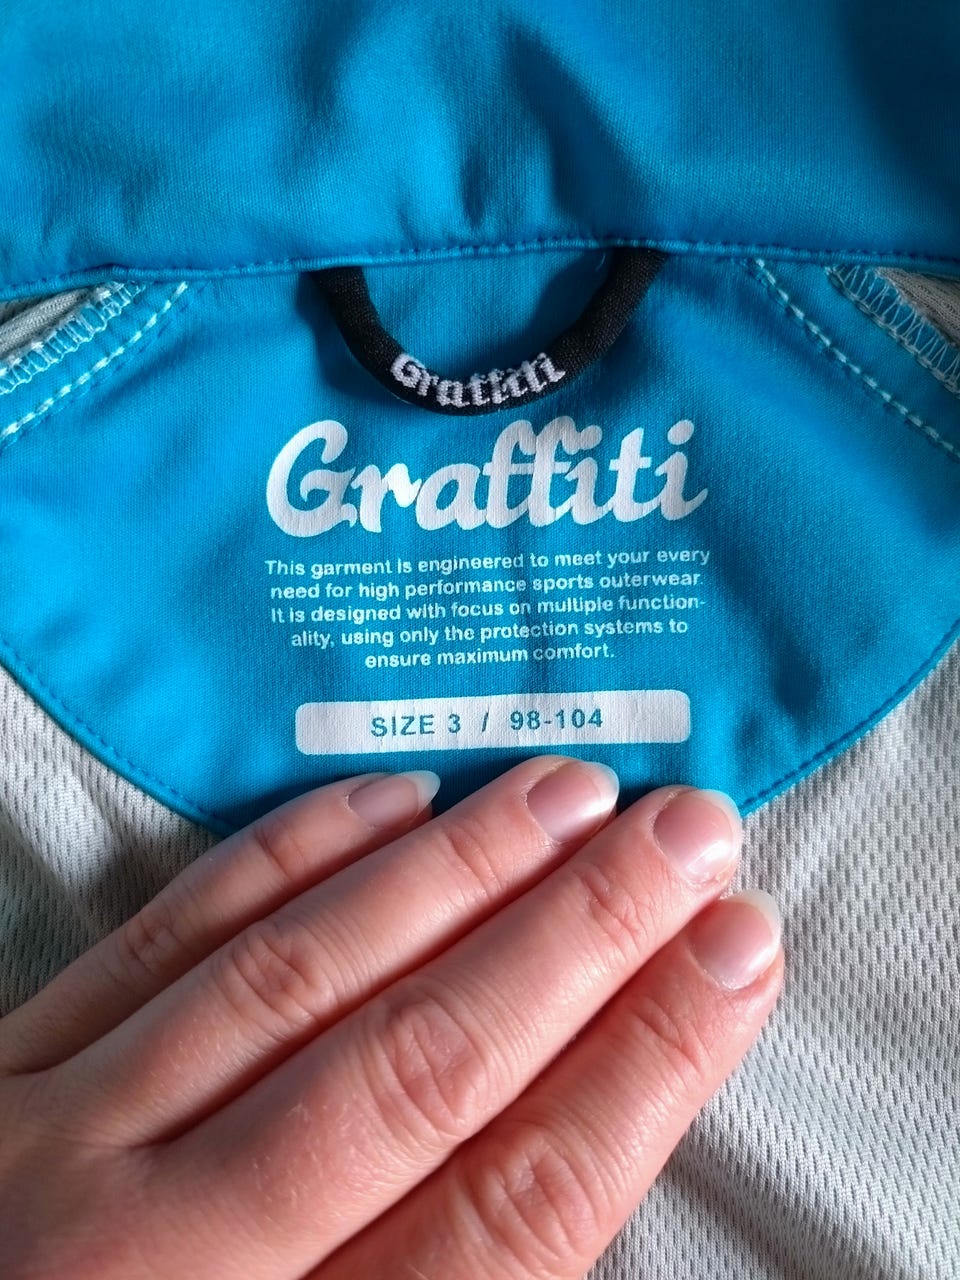 Graffiti
Graffiti
This garment is engineered to meet your every
need for high performance sports outerwear.
It is designed with focus on multiple function-
ality, using only the protection systems to
ensure maximum comfort.
SIZE 3 / 98-104